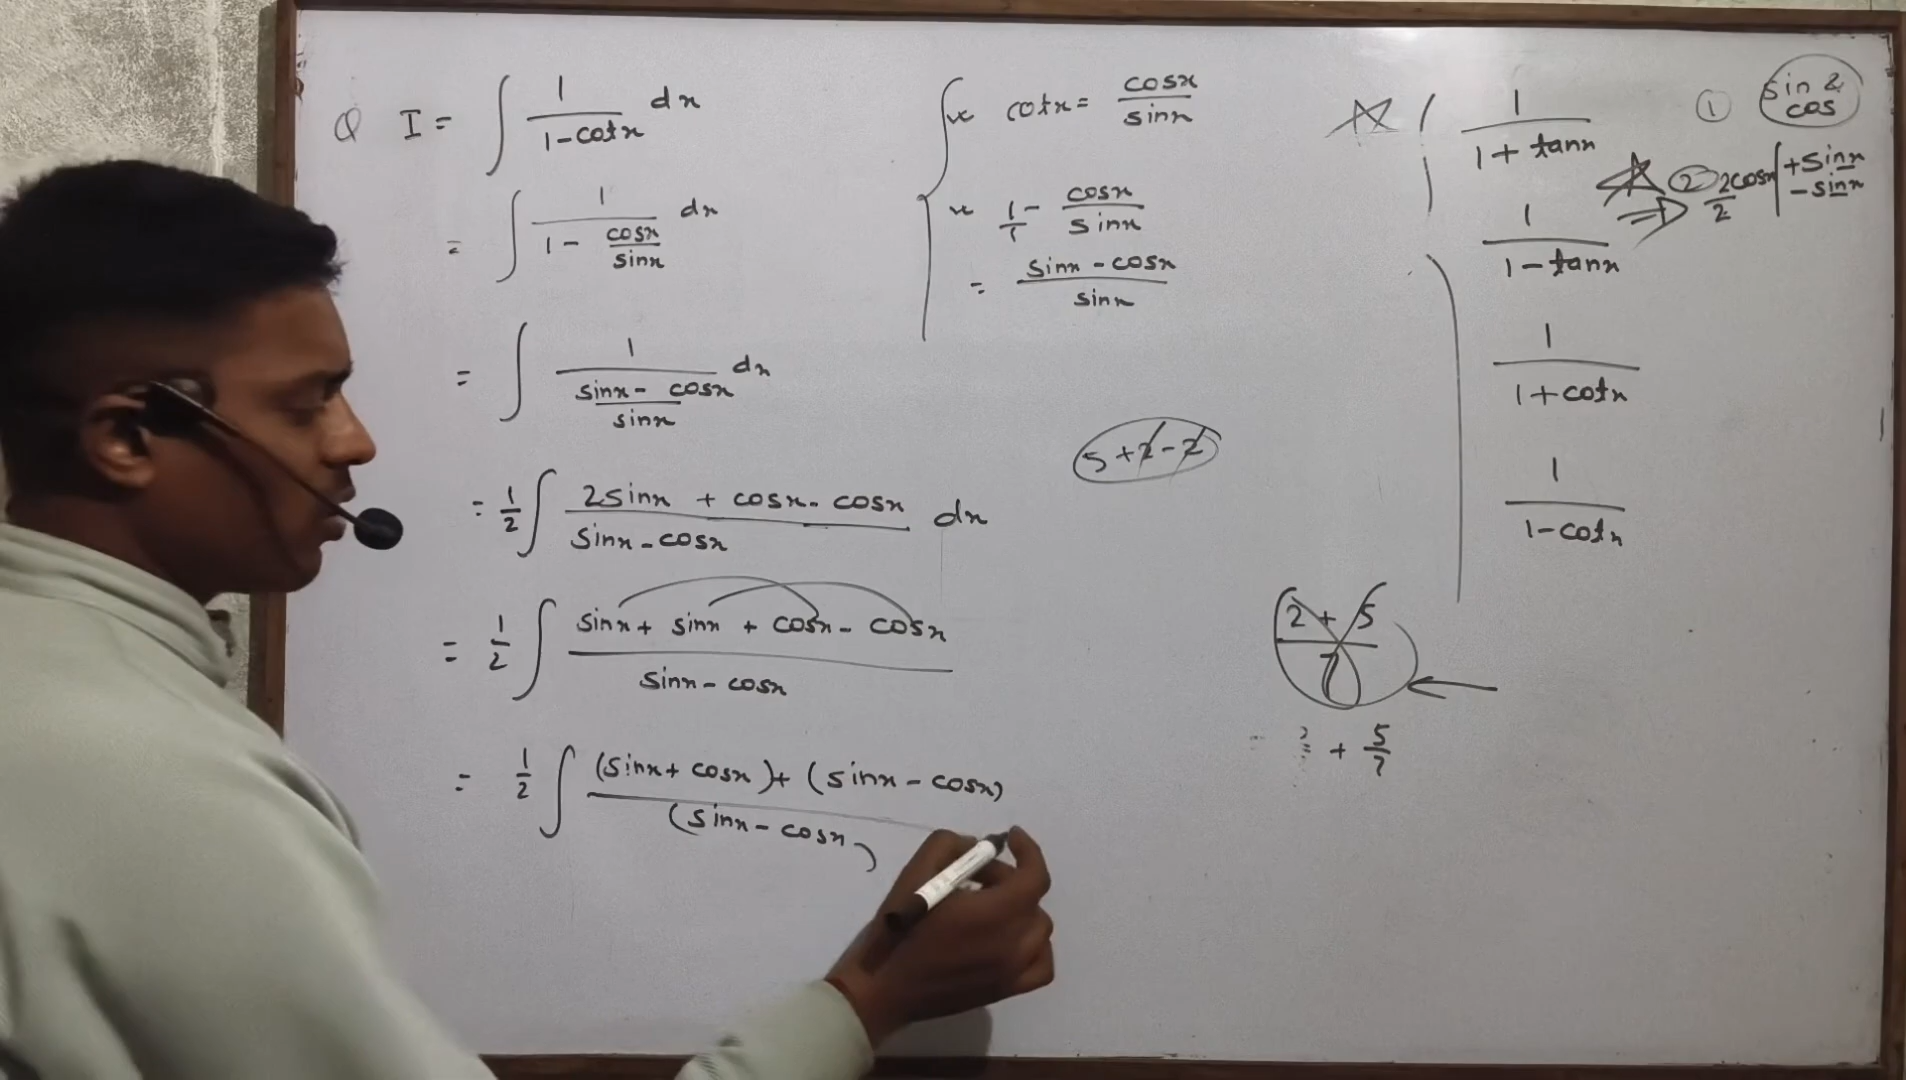 Q I = ∫ 1/(1-cotx) dx
= ∫ 1/(1 - cosx/sinx) dx
= ∫ 1/((sinx - cosx)/sinx) dx
= 1/2 ∫ (2sinx + cosx - cosx)/(sinx - cosx) dx
= 1/2 ∫ (sinx + sinx + cosx - cosx)/(sinx - cosx)
= 1/2 ∫ ((sinx + cosx) + (sinx - cosx))/(sinx - cosx)
cotx = cosx/sinx
1/1 - cosx/sinx
= (sinx - cosx)/sinx
5 + 2 - 2
(2 + 5)/7
+ 5/7
1/(1 + tanx)
1/(1 - tanx)
1/(1 + cotx)
1/(1 - cotx)
① sin & cos
② 2cosx/2 + sinx - sinx